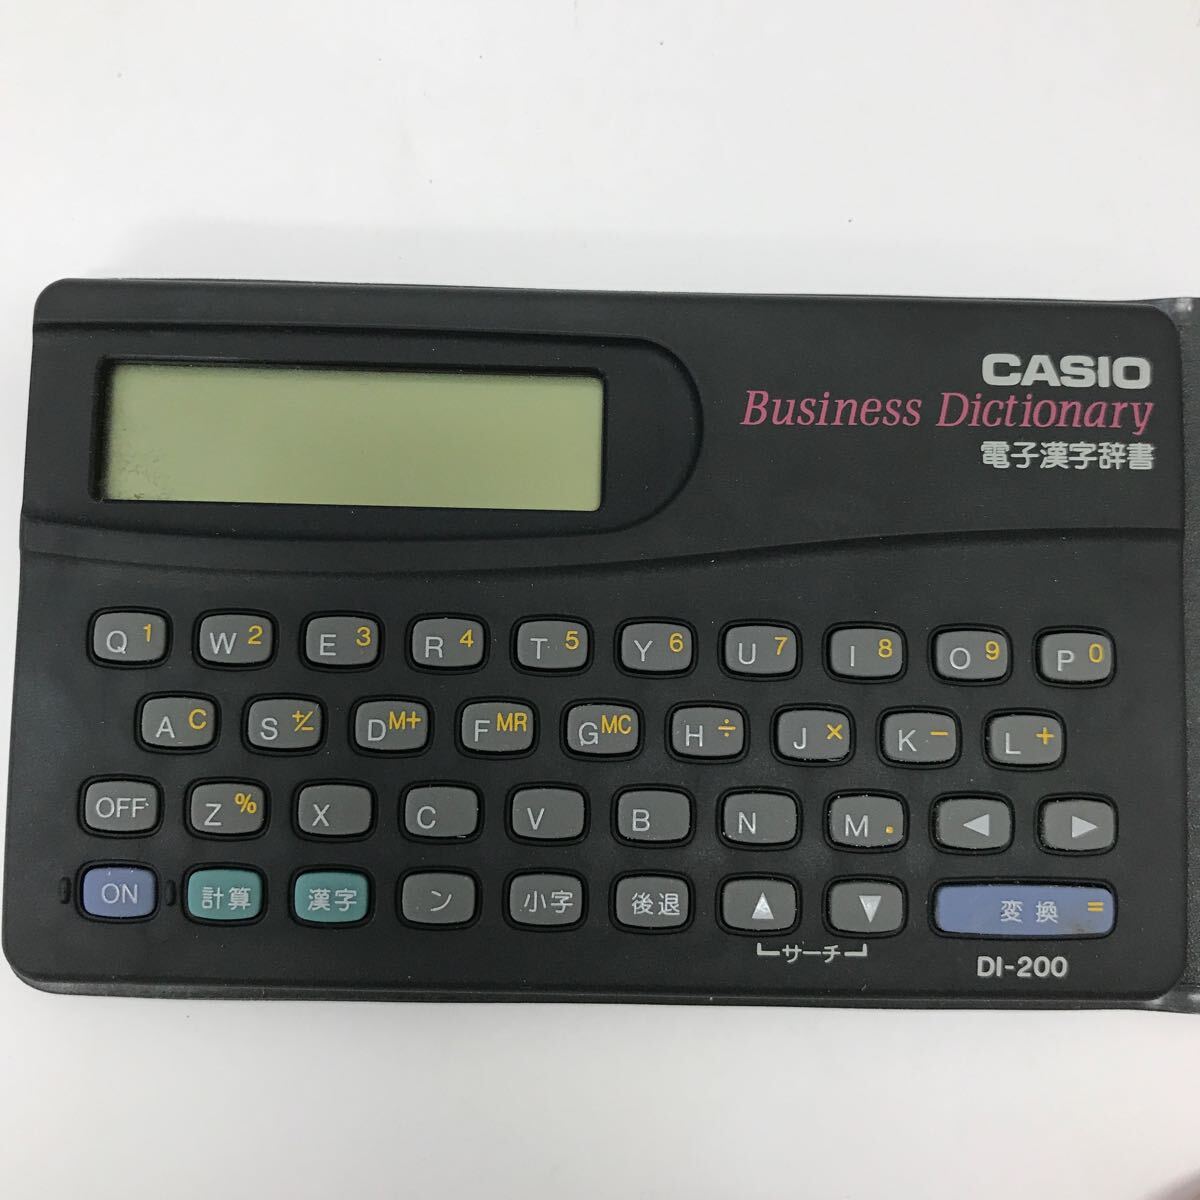 CASIO
Business Dictionary
電子漢字辞書
Q 1 W 2 E 3 R 4 T 5 Y 6 U 7 I 8 O 9 P 0
A C S +/− D M+ F MR G MC H ÷ J × K − L +
OFF Z % X C V B N M . ◀ ▶
ON 計算 漢字 ン 小字 後退 ▲ ▼ 変換 =
サーチ
DI-200